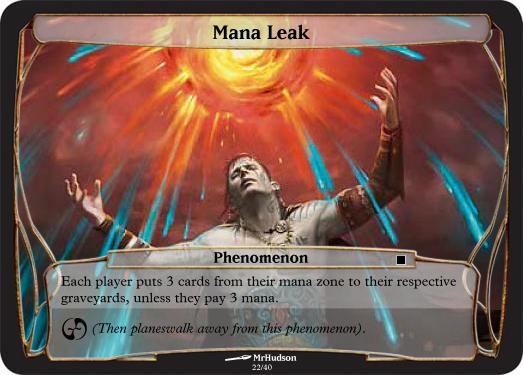 Mana Leak
Phenomenon
Each player puts 3 cards from their mana zone to their respective
graveyards, unless they pay 3 mana.
(Then planeswalk away from this phenomenon).
MrHudson
22/40